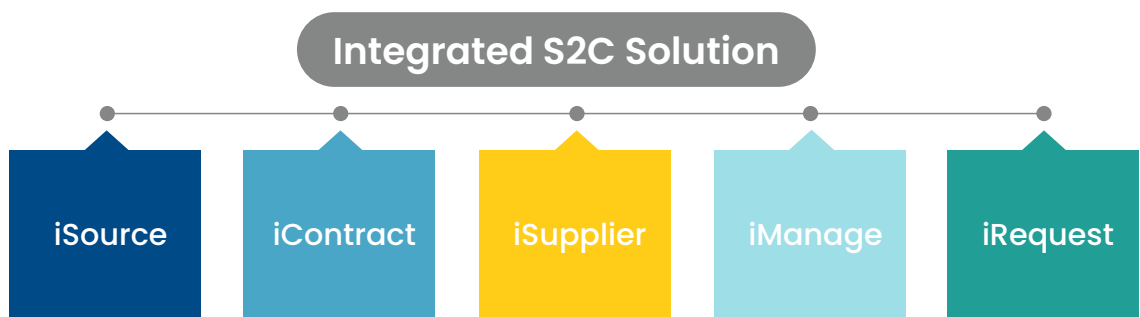 Integrated S2C Solution
iSource
iContract
iSupplier
iManage
iRequest